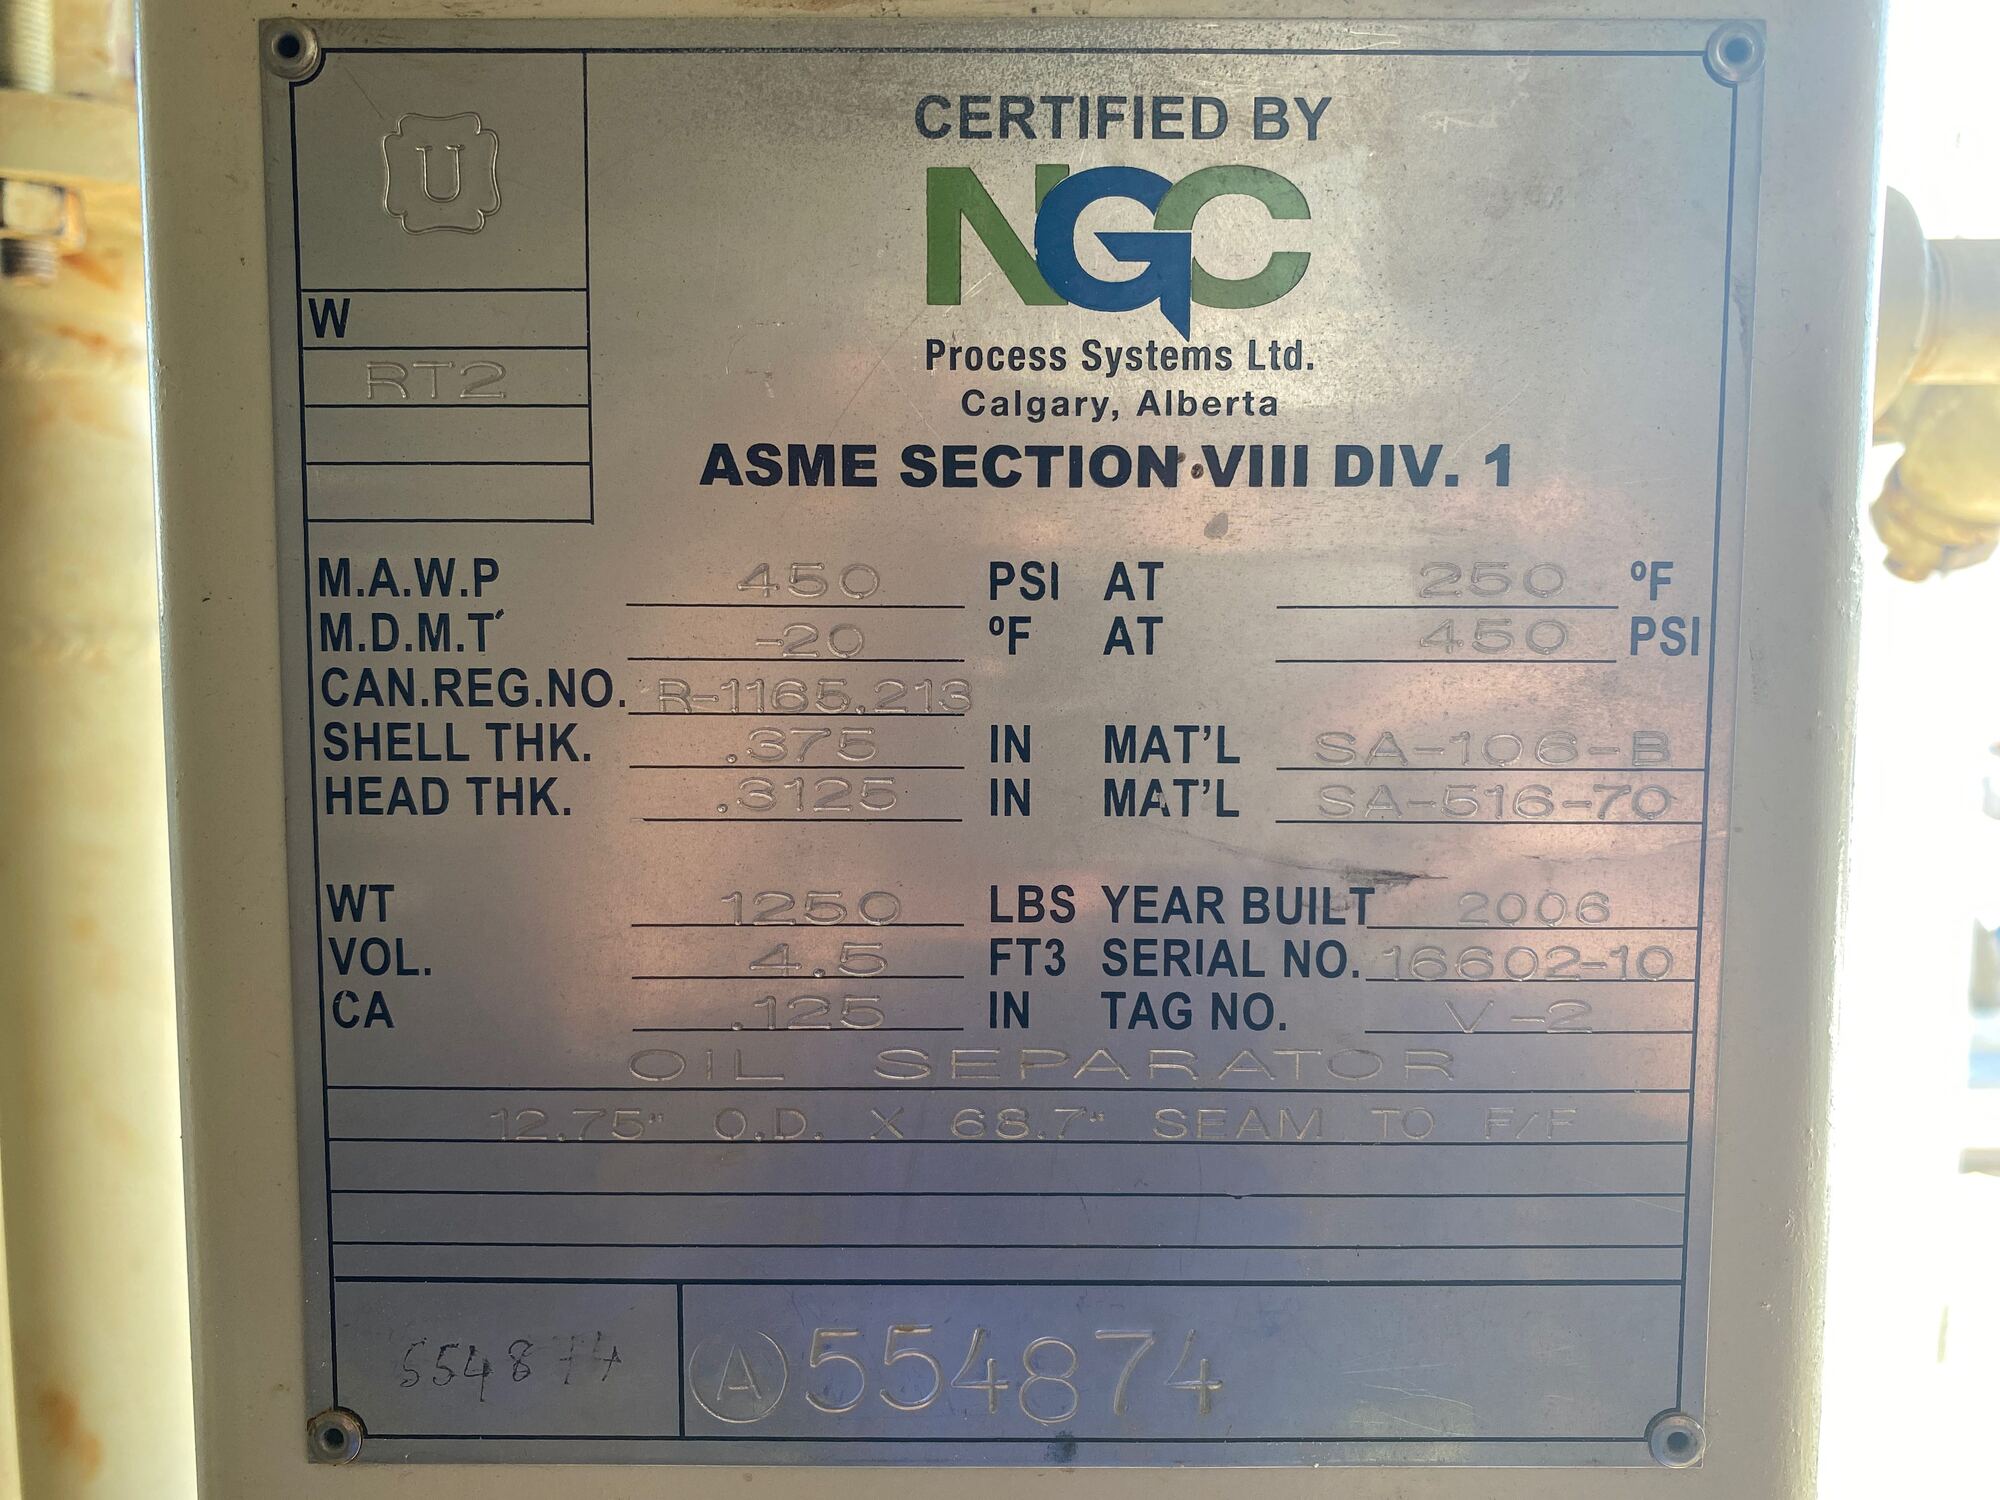 U
W
RT2
CERTIFIED BY
NGC
Process Systems Ltd.
Calgary, Alberta
ASME SECTION VIII DIV. 1
M.A.W.P 450 PSI AT 250 ºF
M.D.M.T -20 ºF AT 450 PSI
CAN.REG.NO. R-1165.213
SHELL THK. .375 IN MAT'L SA-106-B
HEAD THK. .3125 IN MAT'L SA-516-70
WT 1250 LBS YEAR BUILT 2006
VOL. 4.5 FT3 SERIAL NO. 16602-10
CA .125 IN TAG NO. V-2
OIL SEPARATOR
12.75" O.D. X 68.7" SEAM TO F/F
554874 A 554874